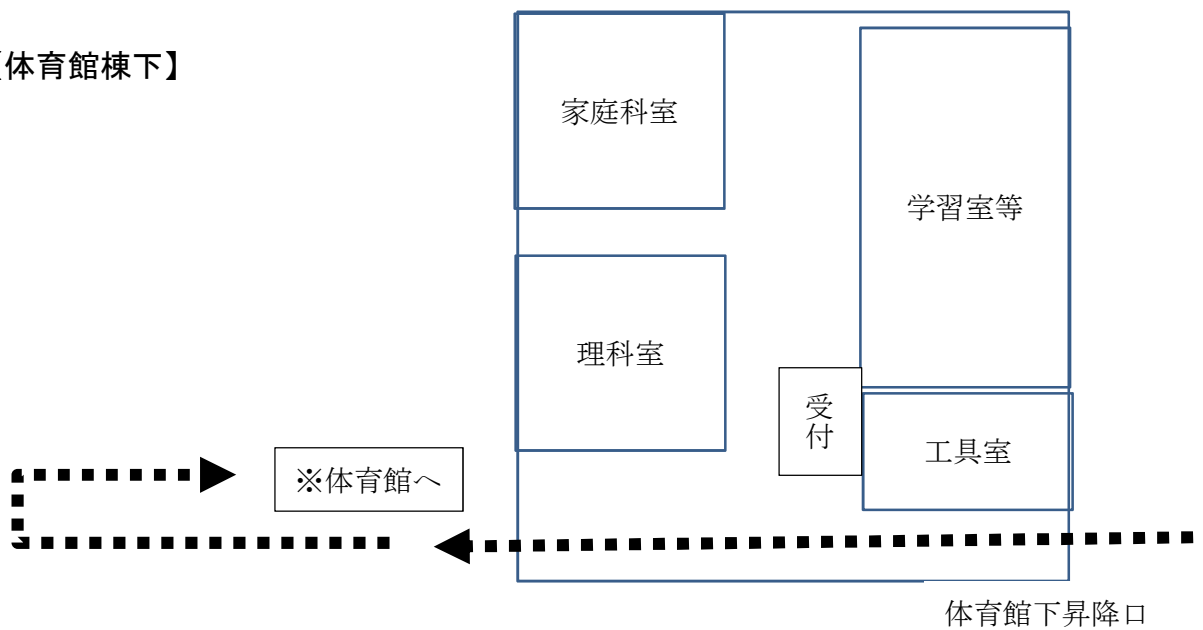 【体育館棟下】
家庭科室
学習室等
理科室
受付
工具室
※体育館へ
体育館下昇降口